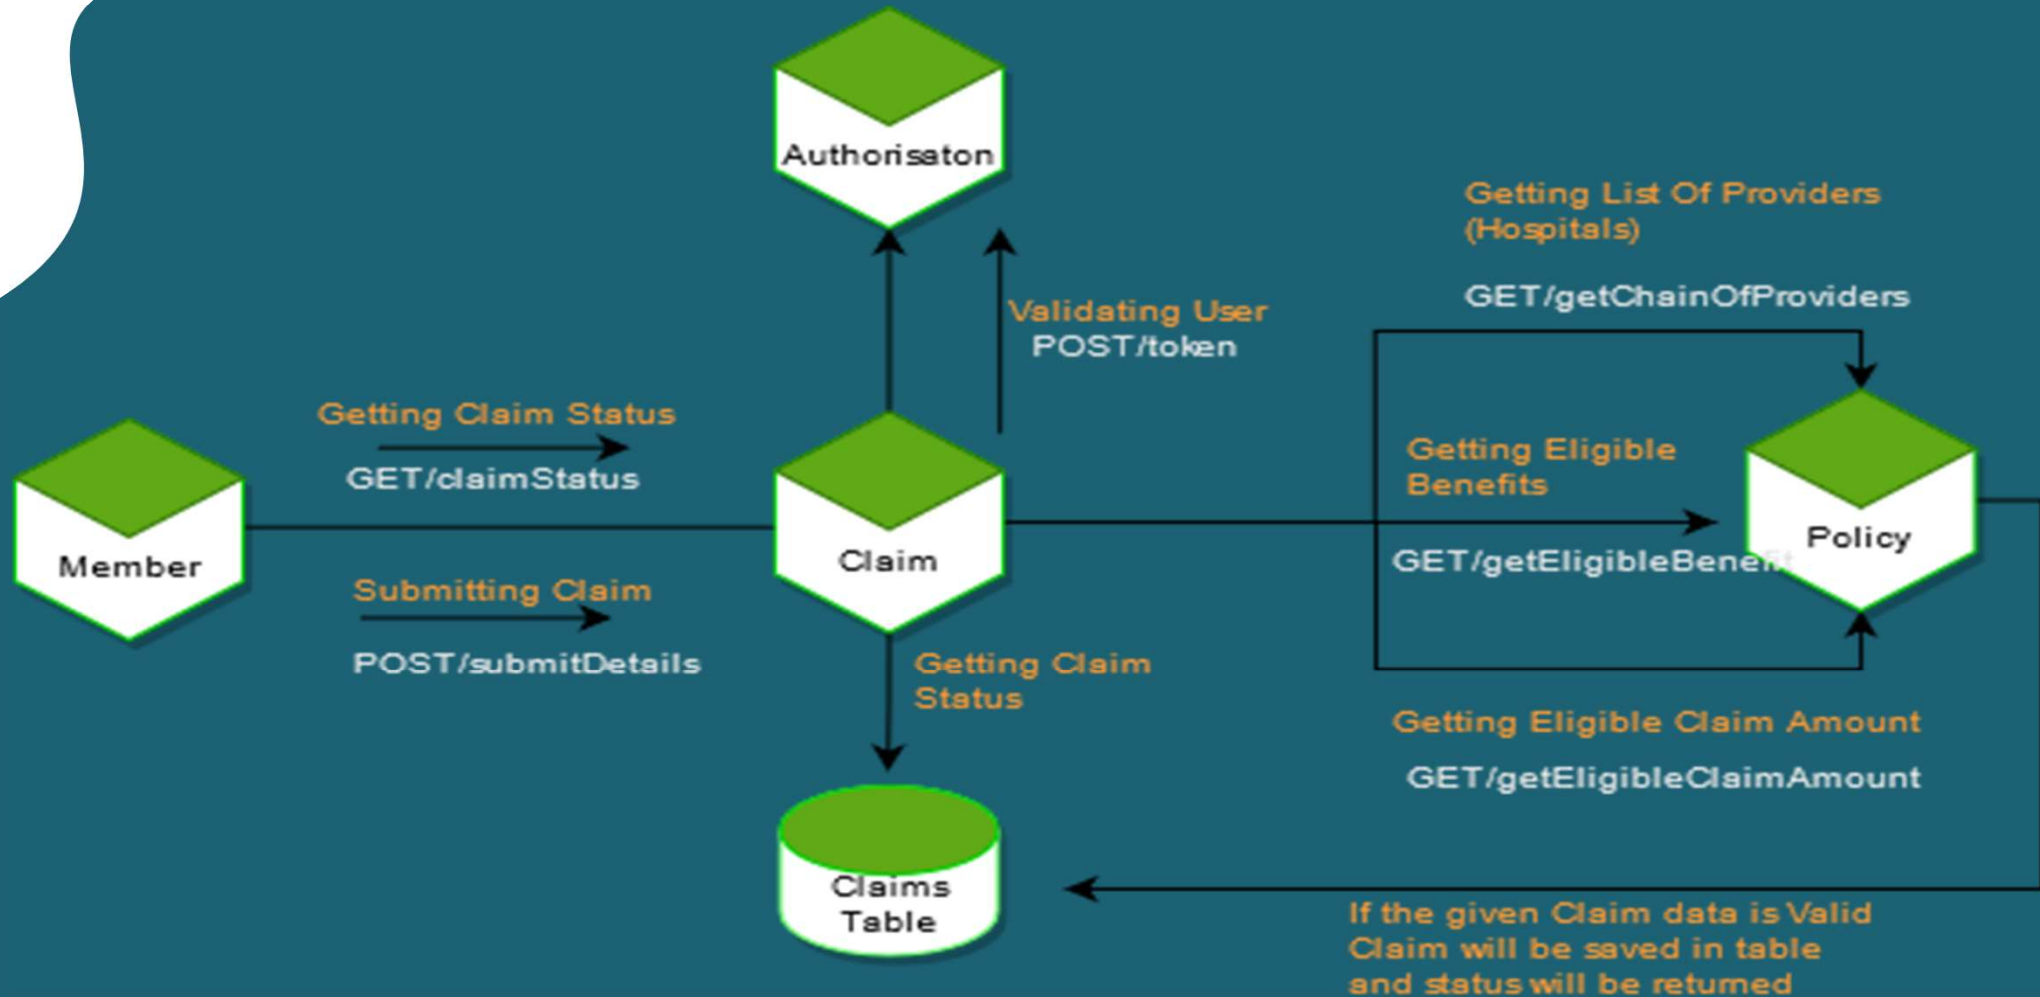 Authorisaton
Getting List Of Providers
(Hospitals)
GET/getChainOfProviders
Validating User
POST/token
Getting Claim Status
GET/claimStatus
Member
Submitting Claim
POST/submitDetails
Claim
Getting Eligible
Benefits
GET/getEligibleBenefit
Policy
Getting Claim
Status
Getting Eligible Claim Amount
GET/getEligibleClaimAmount
Claims
Table
If the given Claim data is Valid
Claim will be saved in table
and status will be returned